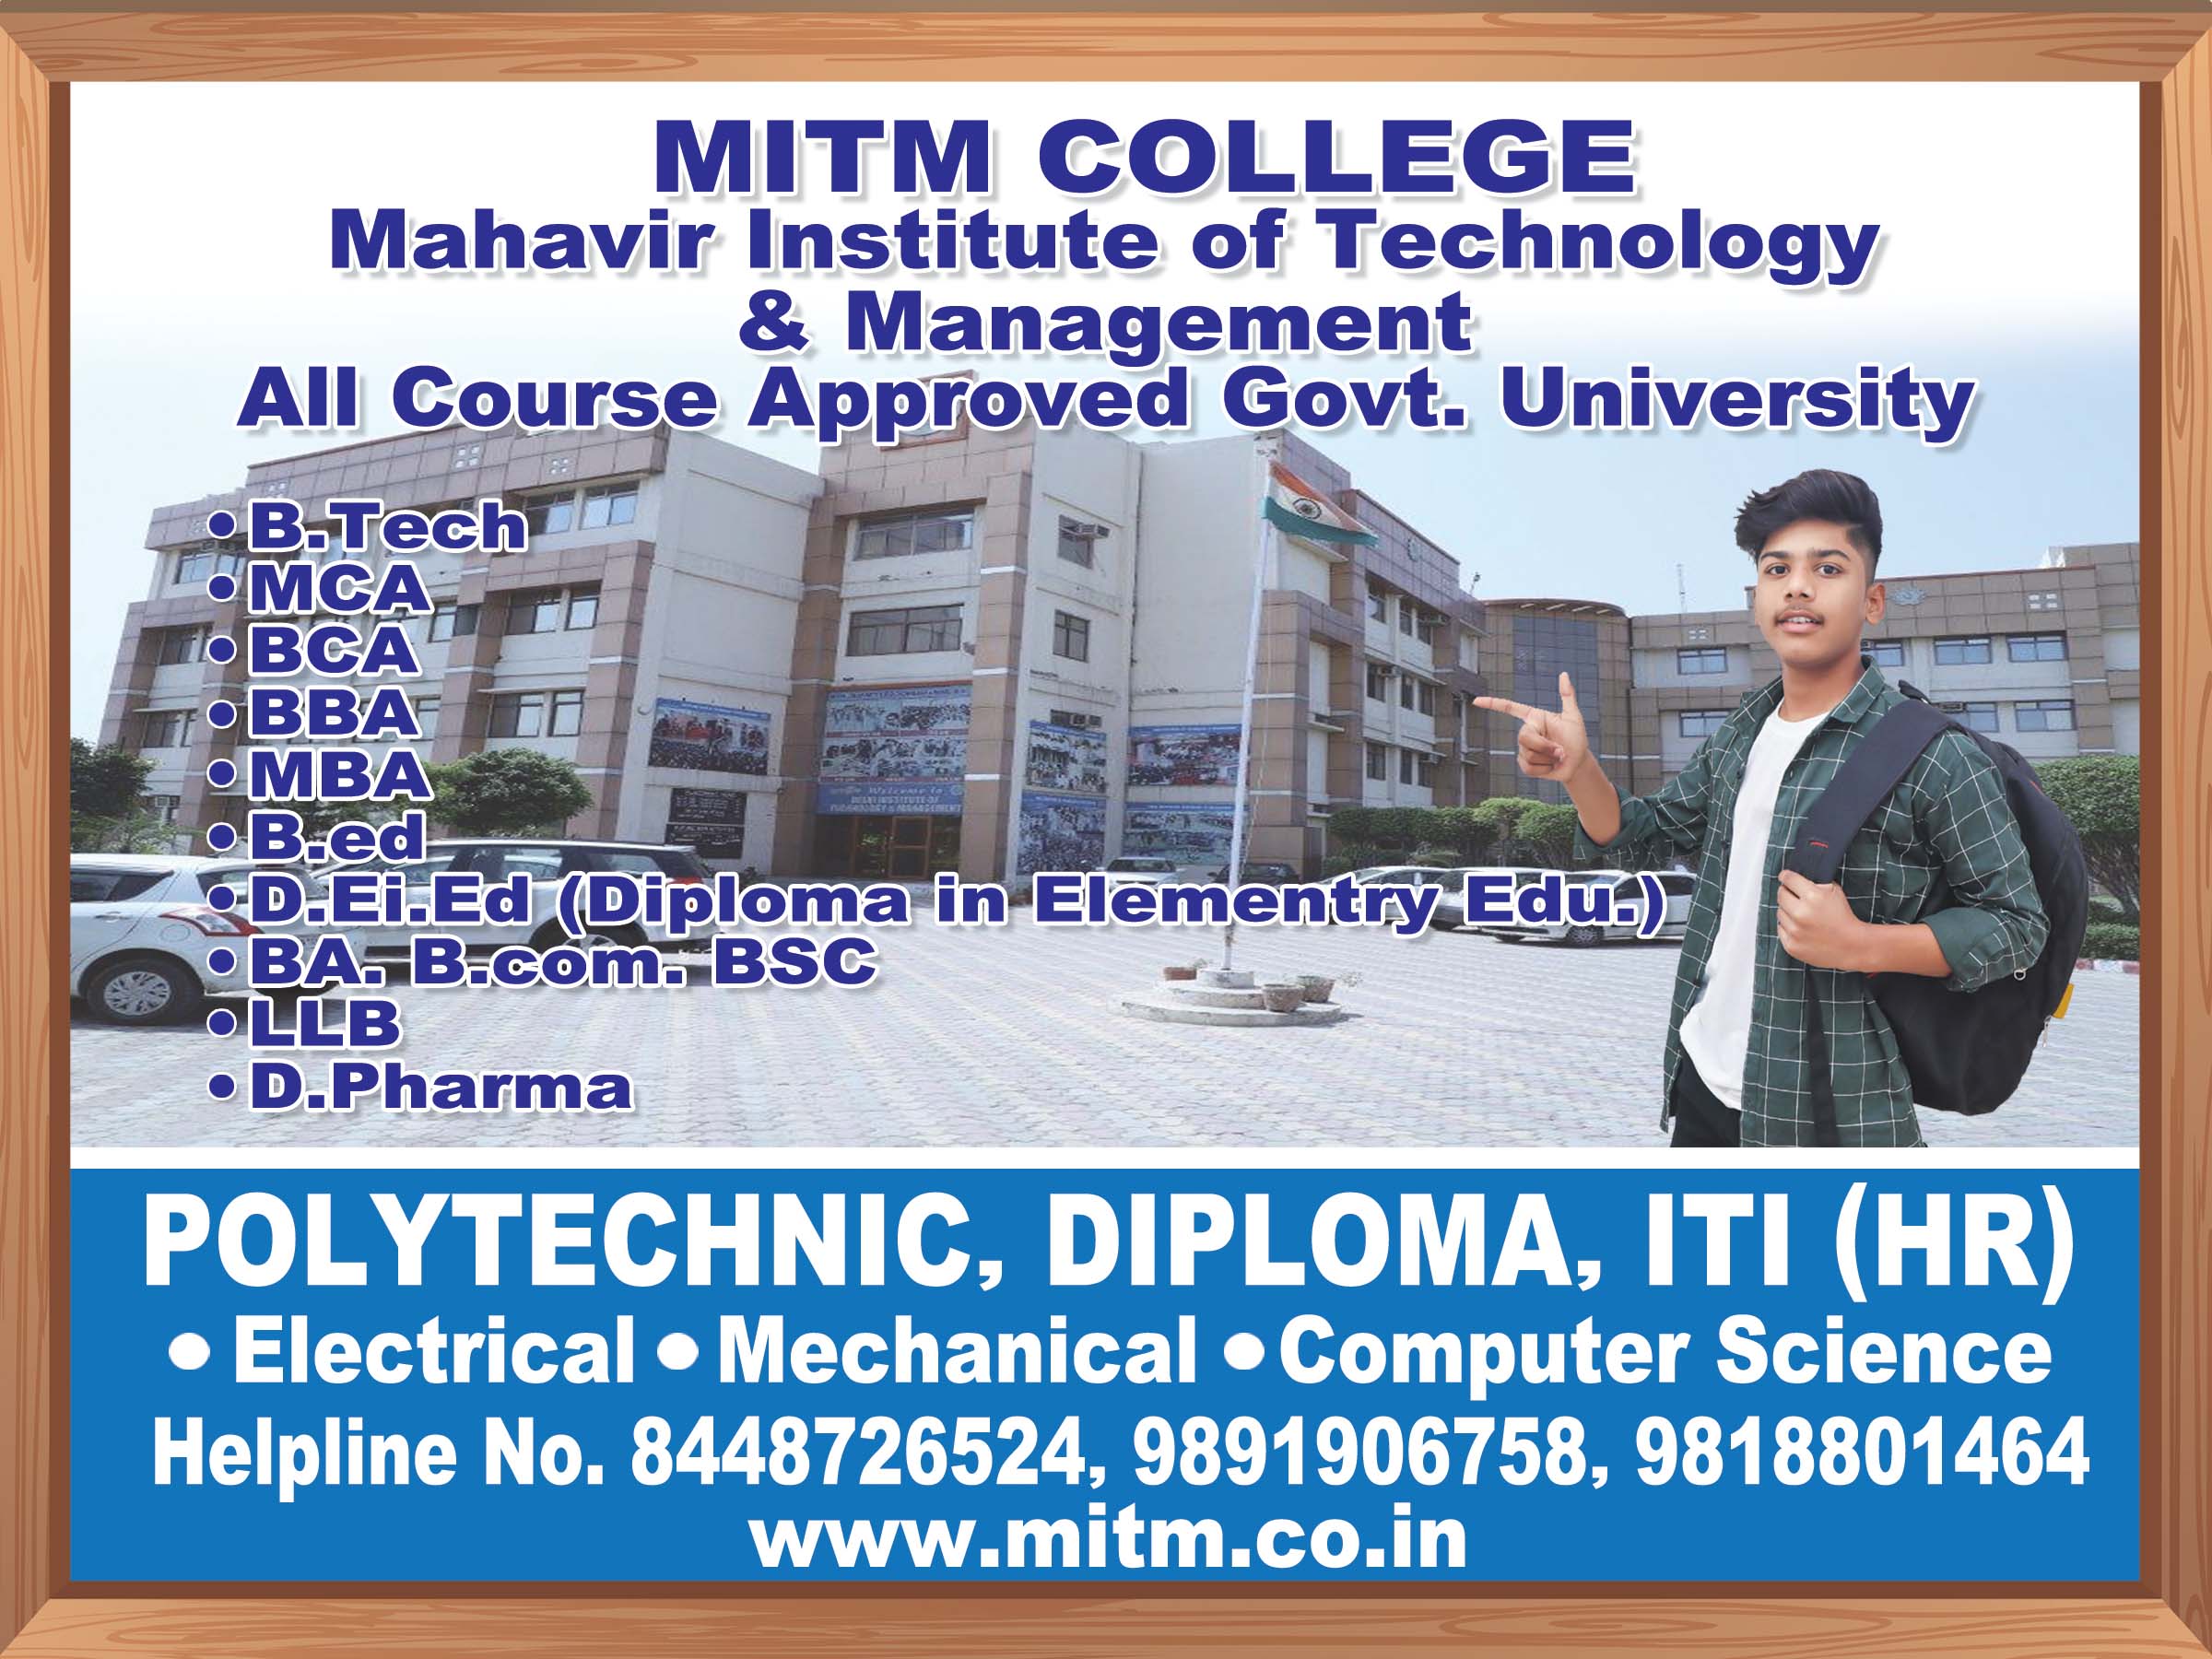 MITM COLLEGE
Mahavir Institute of Technology
& Management
All Course Approved Govt. University
• B.Tech
• MCA
• BCA
• BBA
• MBA
• B.ed
• D.Ei.Ed (Diploma in Elementry Edu.)
• BA. B.com. BSC
• LLB
• D.Pharma
Welcome to
POLYTECHNIC, DIPLOMA, ITI (HR)
• Electrical • Mechanical • Computer Science
Helpline No. 8448726524, 9891906758, 9818801464
www.mitm.co.in